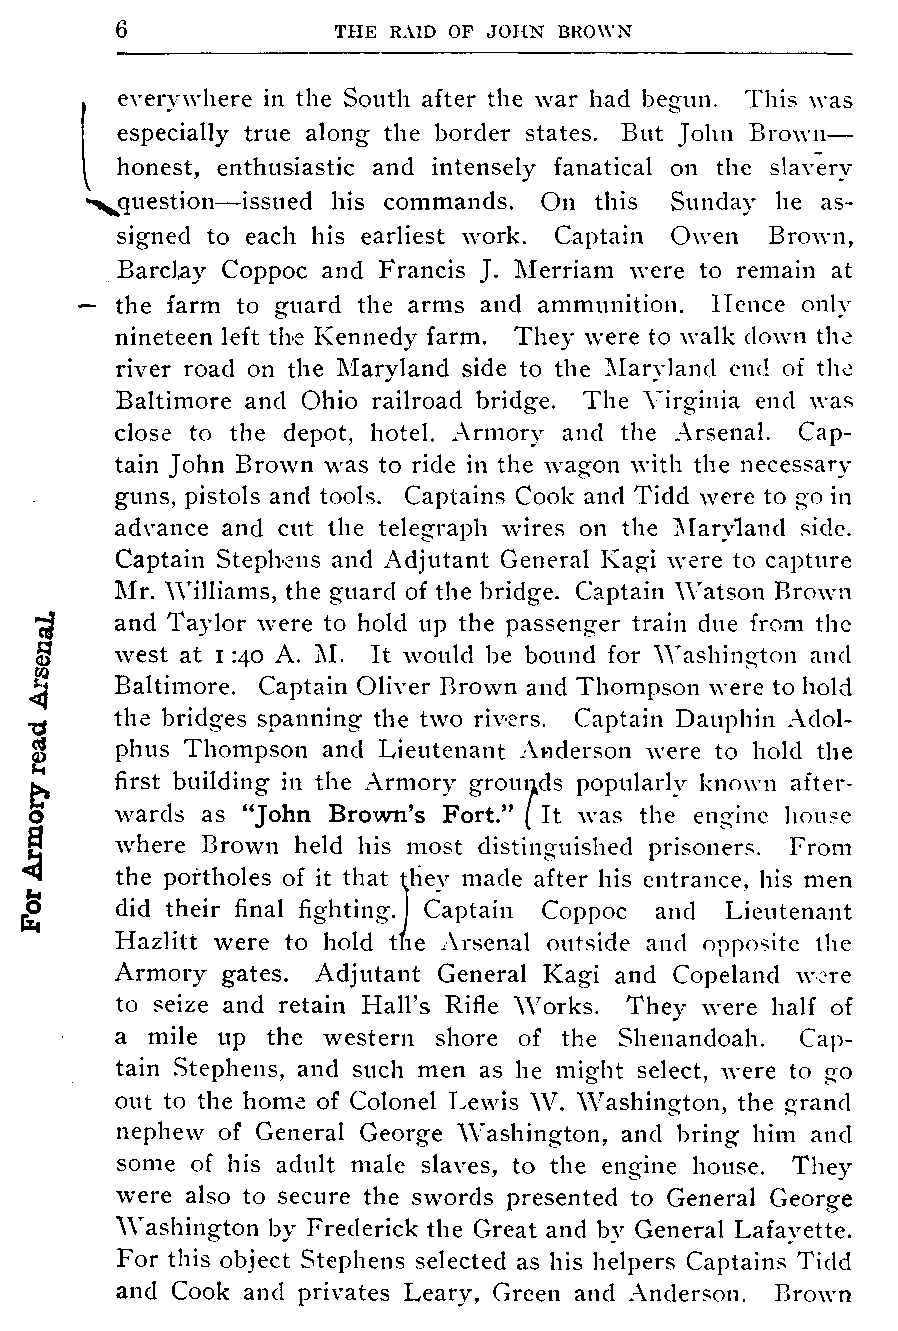 6 THE RAID OF JOHN BROWN
everywhere in the South after the war had begun. This was
especially true along the border states. But John Brown—
honest, enthusiastic and intensely fanatical on the slavery
question—issued his commands. On this Sunday he as-
signed to each his earliest work. Captain Owen Brown,
Barclay Coppoc and Francis J. Merriam were to remain at
the farm to guard the arms and ammunition. Hence only
nineteen left the Kennedy farm. They were to walk down the
river road on the Maryland side to the Maryland end of the
Baltimore and Ohio railroad bridge. The Virginia end was
close to the depot, hotel, Armory and the Arsenal. Cap-
tain John Brown was to ride in the wagon with the necessary
guns, pistols and tools. Captains Cook and Tidd were to go in
advance and cut the telegraph wires on the Maryland side.
Captain Stephens and Adjutant General Kagi were to capture
Mr. Williams, the guard of the bridge. Captain Watson Brown
and Taylor were to hold up the passenger train due from the
west at 1:40 A. M. It would be bound for Washington and
Baltimore. Captain Oliver Brown and Thompson were to hold
the bridges spanning the two rivers. Captain Dauphin Adol-
phus Thompson and Lieutenant Anderson were to hold the
first building in the Armory grounds popularly known after-
wards as "John Brown's Fort." It was the engine house
where Brown held his most distinguished prisoners. From
the portholes of it that they made after his entrance, his men
did their final fighting. Captain Coppoc and Lieutenant
Hazlitt were to hold the Arsenal outside and opposite the
Armory gates. Adjutant General Kagi and Copeland were
to seize and retain Hall's Rifle Works. They were half of
a mile up the western shore of the Shenandoah. Cap-
tain Stephens, and such men as he might select, were to go
out to the home of Colonel Lewis W. Washington, the grand
nephew of General George Washington, and bring him and
some of his adult male slaves, to the engine house. They
were also to secure the swords presented to General George
Washington by Frederick the Great and by General Lafayette.
For this object Stephens selected as his helpers Captains Tidd
and Cook and privates Leary, Green and Anderson. Brown
For Armory read Arsenal.